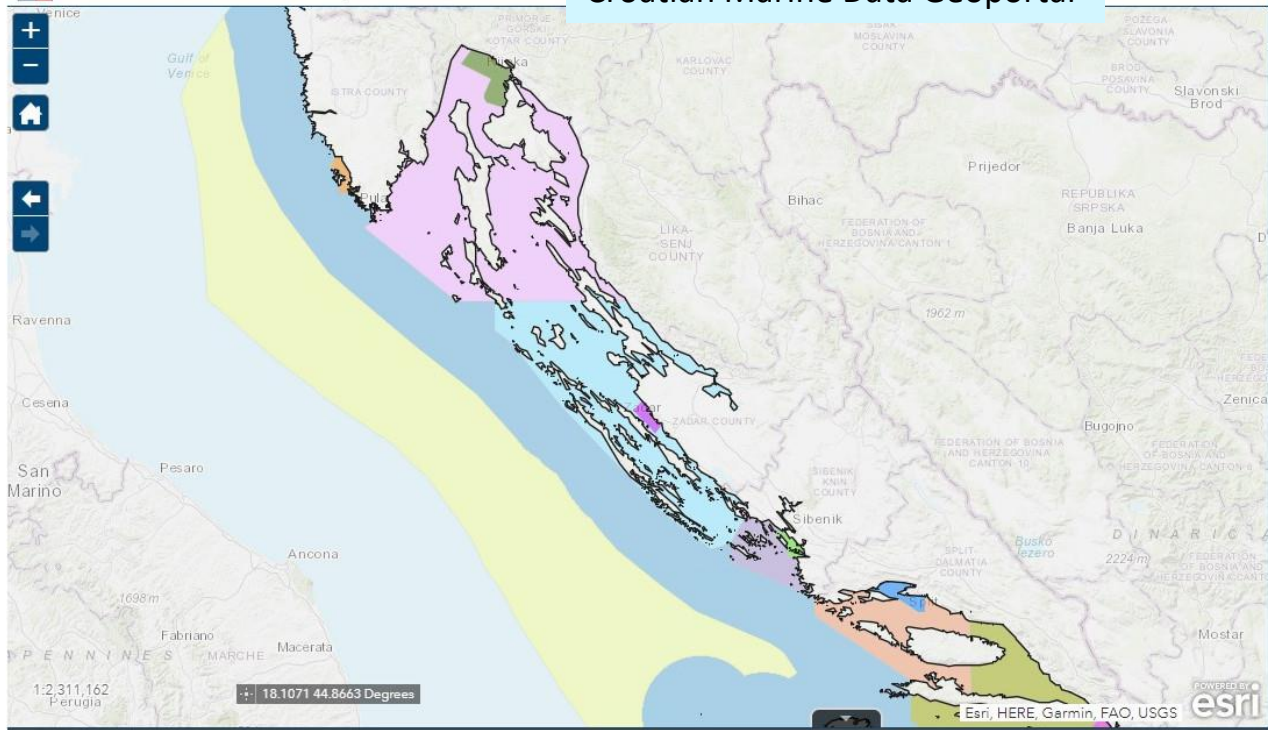 Croatian Marine Data Geoportal
Venice
PRIMORJE-
GORSKI
KOTAR COUNTY
SISAK
MOSLAVINA
COUNTY
POŽEGA
SLAVONIA
COUNTY
+
−
Gulf of
Venice
Rijeka
KARLOVAC
COUNTY
BROD
POSAVINA
COUNTY
Slavonski
Brod
ISTRA COUNTY
Prijedor
Pula
Bihac
REPUBLIKA
SRPSKA
Banja Luka
FEDERATION OF
BOSNIA AND
HERZEGOVINA CANTON 1
LIKA-
SENJ
COUNTY
Ravenna
1962 m
Cesena
Zadar
ZADAR COUNTY
Zenica
Bugojno
FEDERATION OF BOSNIA
AND HERZEGOVINA
CANTON 10
San
Marino
Pesaro
SIBENIK
KNIN
COUNTY
Sibenik
Ancona
SPLIT-
DALMATIA
COUNTY
Busko
Jezero
DINARIC
2224 m
1698 m
Split
Fabriano
Macerata
Mostar
APENNINES
MARCHE
1:2,311,162
Perugia
18.1071 44.8663 Degrees
Esri, HERE, Garmin, FAO, USGS
POWERED BY
esri